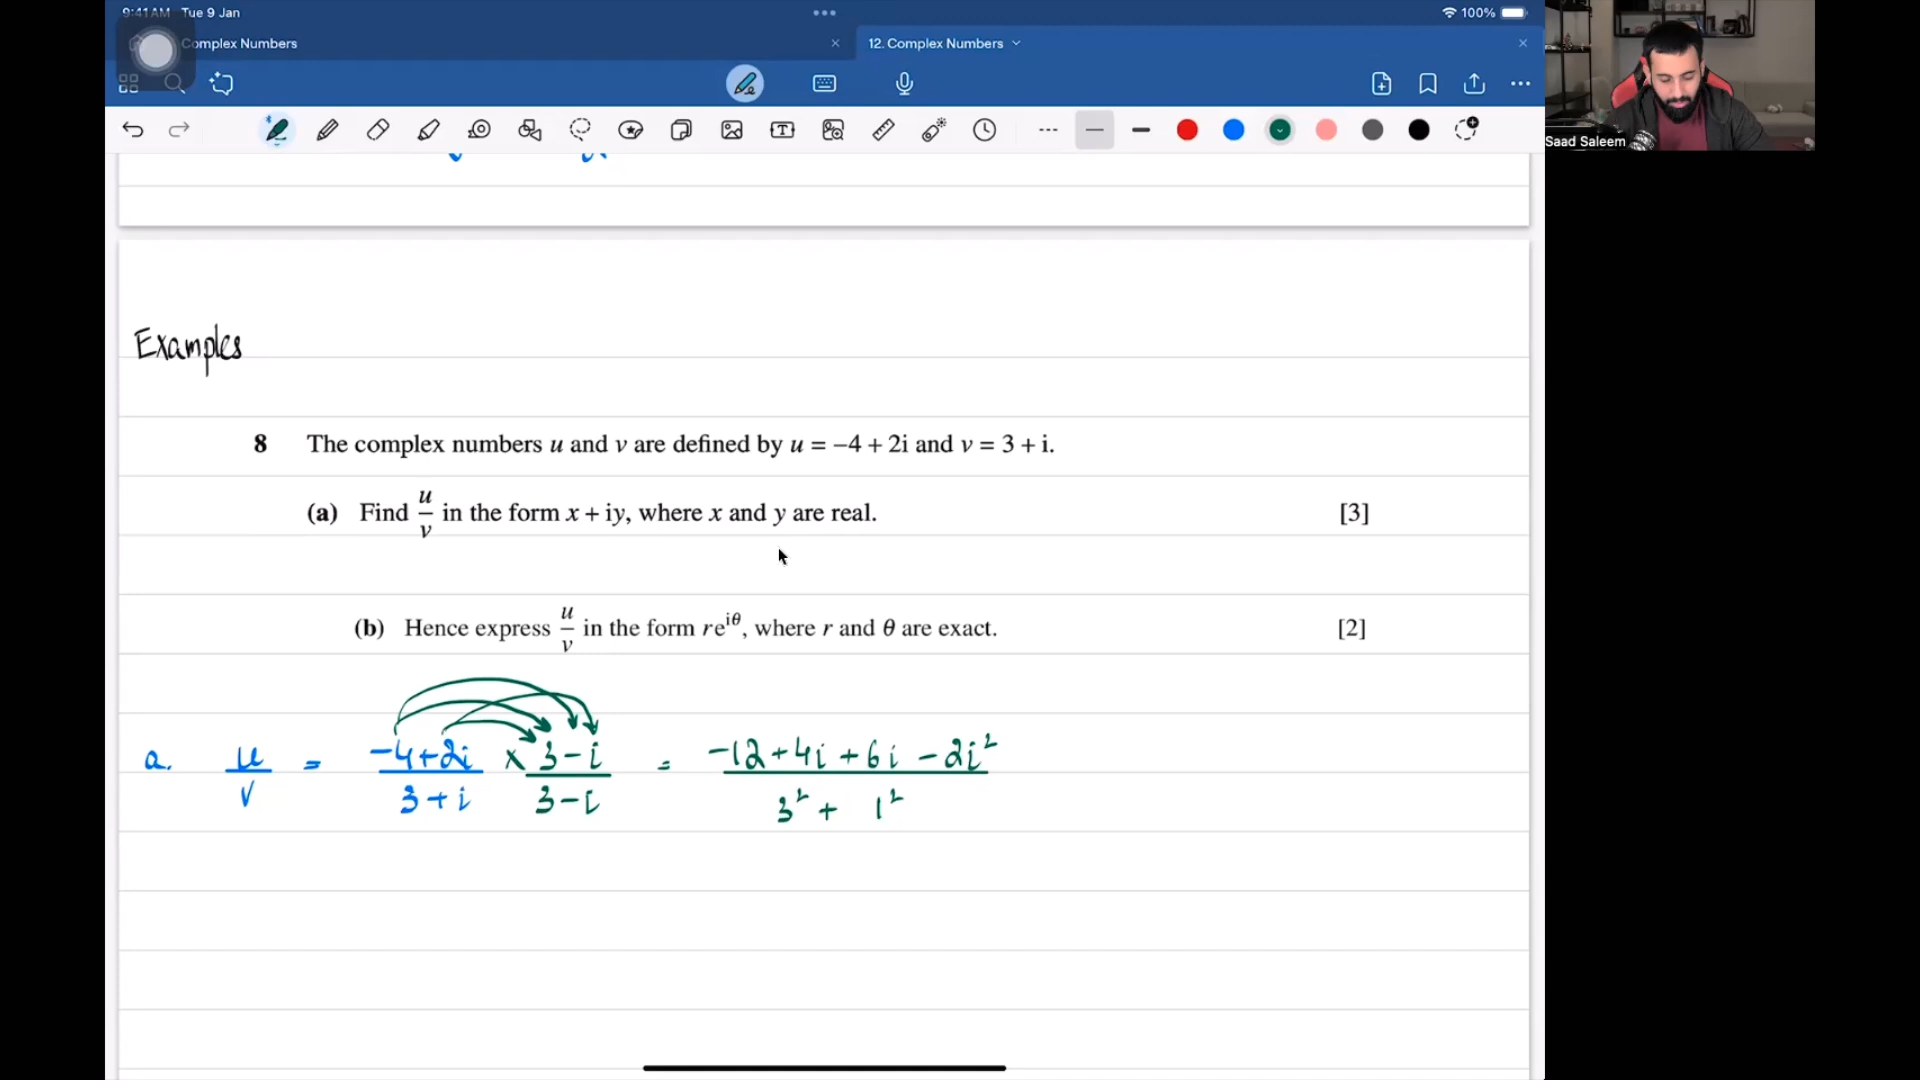 9:41 AM Tue 9 Jan
100%
Complex Numbers
12. Complex Numbers
Saad Saleem
Examples
8 The complex numbers u and v are defined by u = −4 + 2i and v = 3 + i.
(a) Find u/v in the form x + iy, where x and y are real. [3]
(b) Hence express u/v in the form re^{iθ}, where r and θ are exact. [2]
a. u/v = (-4+2i)/(3+i) × (3-i)/(3-i) = (-12+4i+6i-2i²)/(3²+1²)